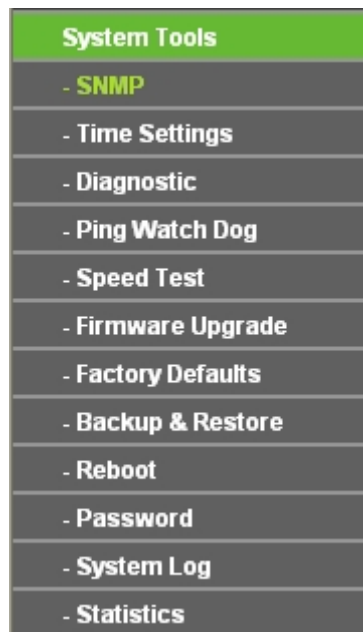 System Tools
- SNMP
- Time Settings
- Diagnostic
- Ping Watch Dog
- Speed Test
- Firmware Upgrade
- Factory Defaults
- Backup & Restore
- Reboot
- Password
- System Log
- Statistics